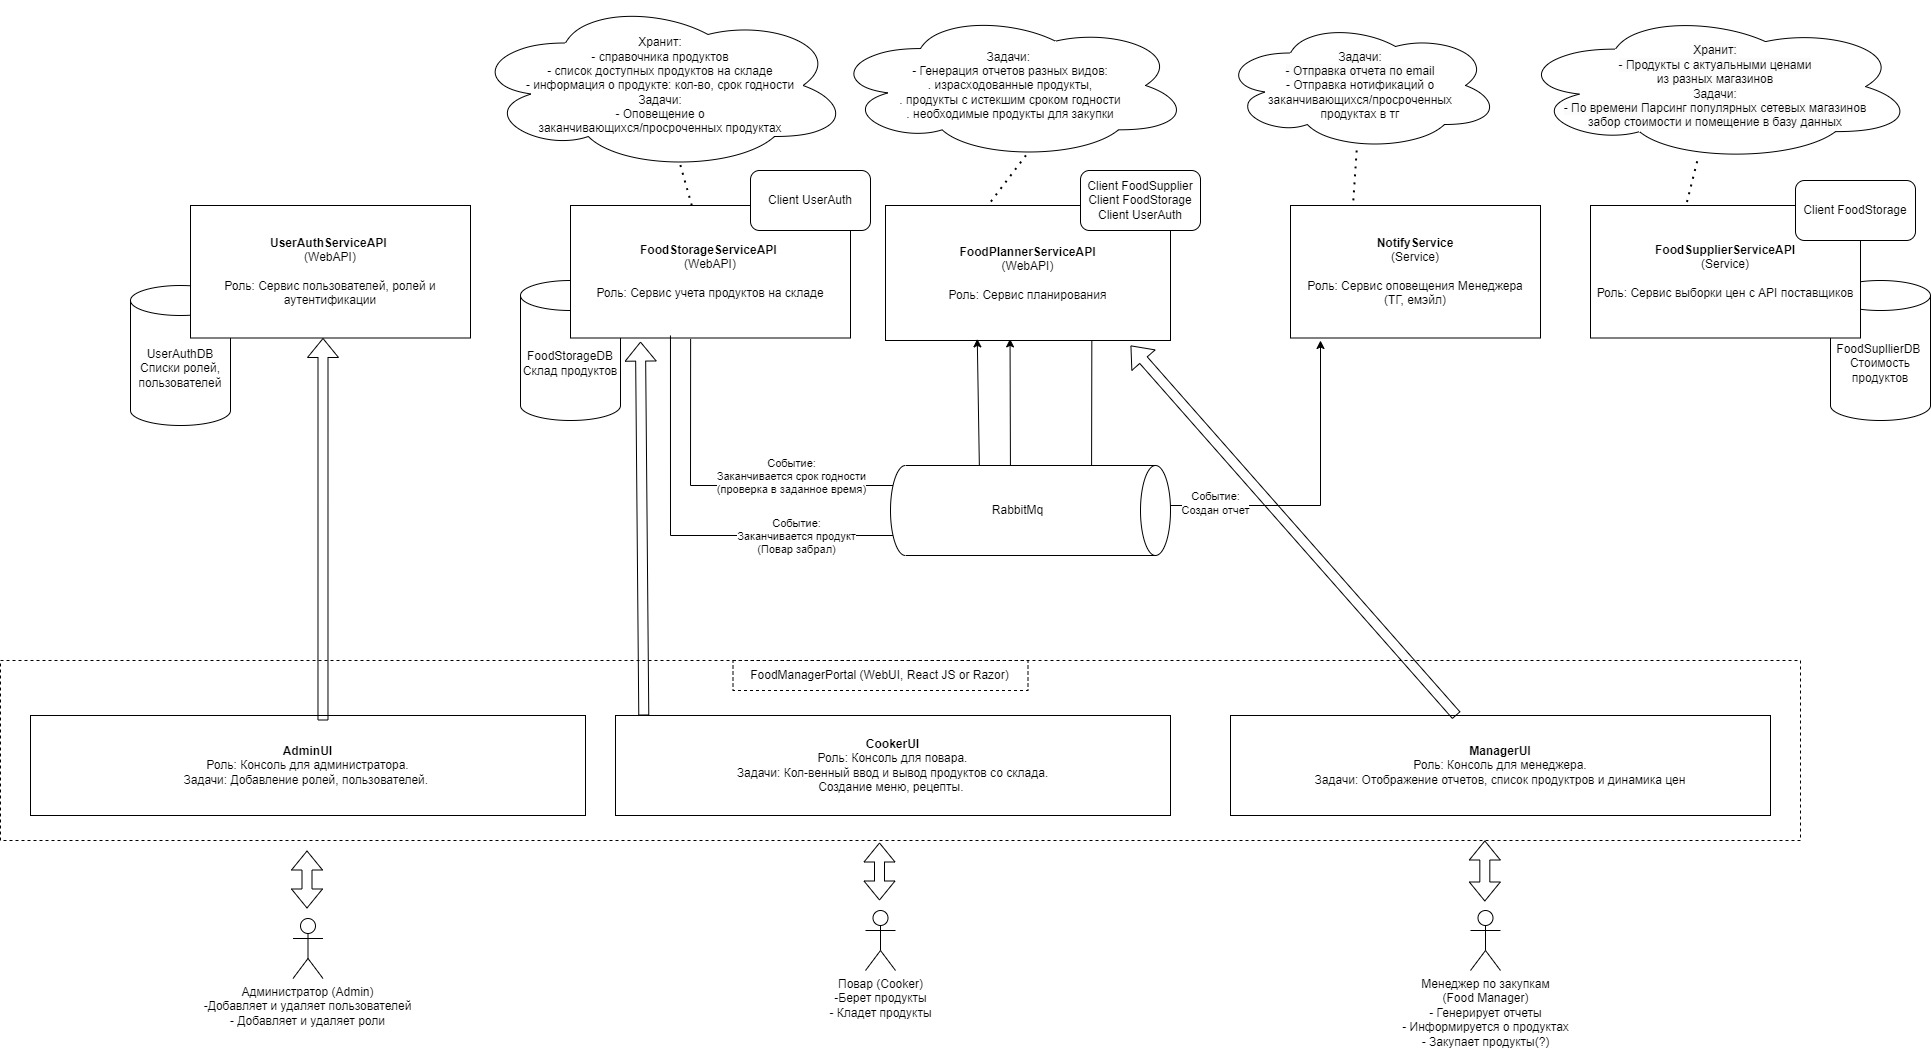 Хранит:
- справочника продуктов
- список доступных продуктов на складе
- информация о продукте: кол-во, срок годности
Задачи:
- Оповещение о
заканчивающихся/просроченных продуктах
Задачи:
- Генерация отчетов разных видов:
. израсходованные продукты,
. продукты с истекшим сроком годности
. необходимые продукты для закупки
Задачи:
- Отправка отчета по email
- Отправка нотификаций о
заканчивающихся/просроченных
продуктах в тг
Хранит:
- Продукты с актуальными ценами
из разных магазинов
Задачи:
- По времени Парсинг популярных сетевых магазинов
забор стоимости и помещение в базу данных
Client UserAuth
Client FoodSupplier
Client FoodStorage
Client UserAuth
Client FoodStorage
UserAuthServiceAPI
(WebAPI)
Роль: Сервис пользователей, ролей и
аутентификации
FoodStorageServiceAPI
(WebAPI)
Роль: Сервис учета продуктов на складе
FoodPlannerServiceAPI
(WebAPI)
Роль: Сервис планирования
NotifyService
(Service)
Роль: Сервис оповещения Менеджера
(ТГ, емэйл)
FoodSupplierServiceAPI
(Service)
Роль: Сервис выборки цен с API поставщиков
UserAuthDB
Списки ролей,
пользователей
FoodStorageDB
Склад продуктов
FoodSupllierDB
Стоимость
продуктов
Событие:
Заканчивается срок годности
(проверка в заданное время)
Событие:
Заканчивается продукт
(Повар забрал)
RabbitMq
Событие:
Создан отчет
FoodManagerPortal (WebUI, React JS or Razor)
AdminUI
Роль: Консоль для администратора.
Задачи: Добавление ролей, пользователей.
CookerUI
Роль: Консоль для повара.
Задачи: Кол-венный ввод и вывод продуктов со склада.
Создание меню, рецепты.
ManagerUI
Роль: Консоль для менеджера.
Задачи: Отображение отчетов, список продуктров и динамика цен
Администратор (Admin)
-Добавляет и удаляет пользователей
- Добавляет и удаляет роли
Повар (Cooker)
-Берет продукты
- Кладет продукты
Менеджер по закупкам
(Food Manager)
- Генерирует отчеты
- Информируется о продуктах
- Закупает продукты(?)